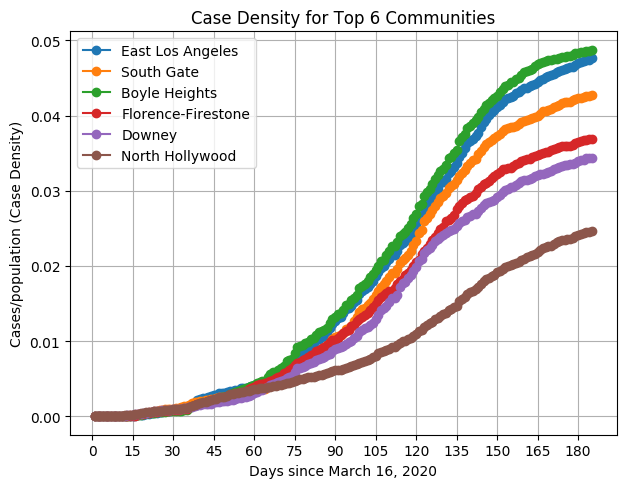 Case Density for Top 6 Communities
Cases/population (Case Density)
0.05
0.04
0.03
0.02
0.01
0.00
East Los Angeles
South Gate
Boyle Heights
Florence-Firestone
Downey
North Hollywood
0 15 30 45 60 75 90 105 120 135 150 165 180
Days since March 16, 2020